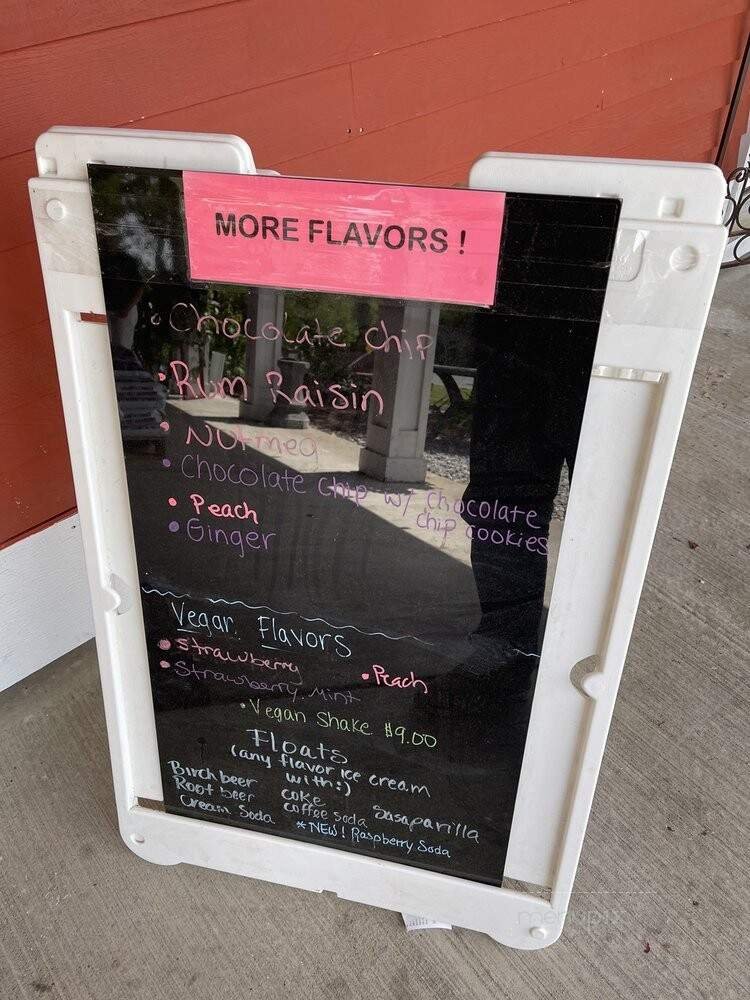 MORE FLAVORS !
• Chocolate chip
• Rum Raisin
• Nutmeg
• Chocolate chip w/ Chocolate
chip cookies
• Peach
• Ginger
Vegan Flavors
• Strawberry
• Peach
• Strawberry Mint
• Vegan Shake $9.00
Floats
(any flavor ice cream
with:)
Birch beer
Root beer coke Sasaparilla
Cream Soda coffee soda
*NEW! Raspberry Soda
menupix